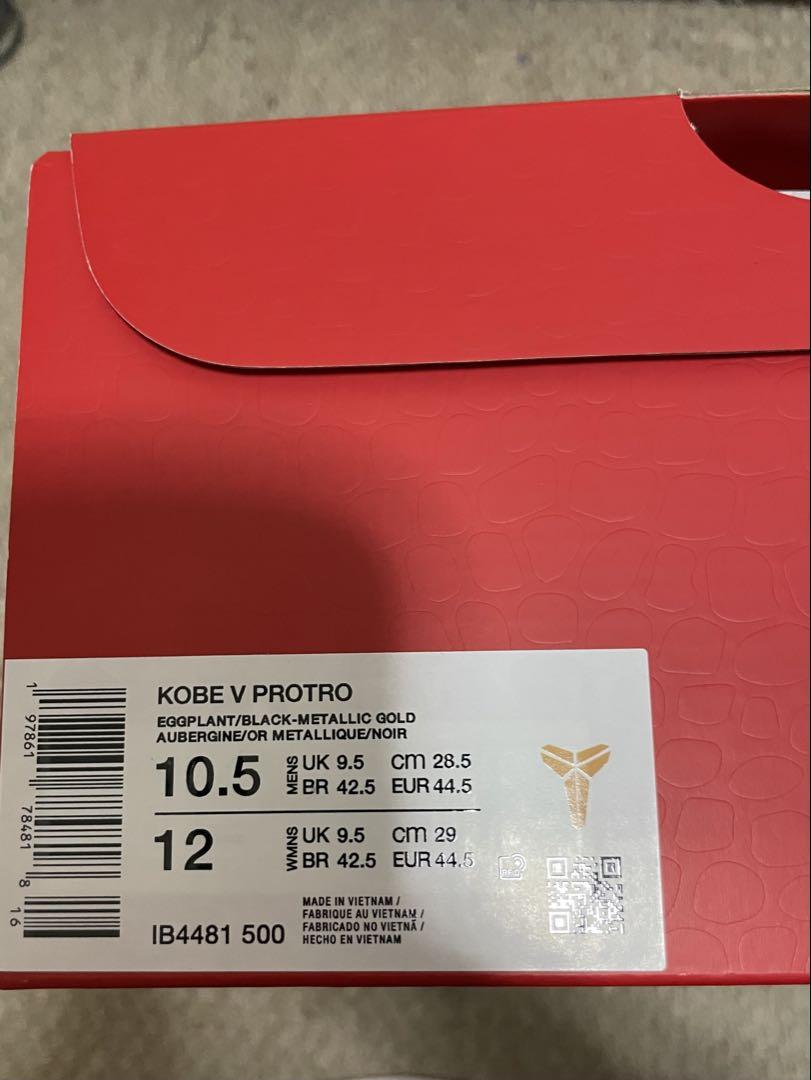 KOBE V PROTRO
EGGPLANT/BLACK-METALLIC GOLD
AUBERGINE/OR METALLIQUE/NOIR
10.5 MENS UK 9.5 CM 28.5
BR 42.5 EUR 44.5
12 WMNS UK 9.5 CM 29
BR 42.5 EUR 44.5
IB4481 500
MADE IN VIETNAM /
FABRIQUE AU VIETNAM /
FABRICADO NO VIETNÃ /
HECHO EN VIETNAM
1 97861 78481 8 16